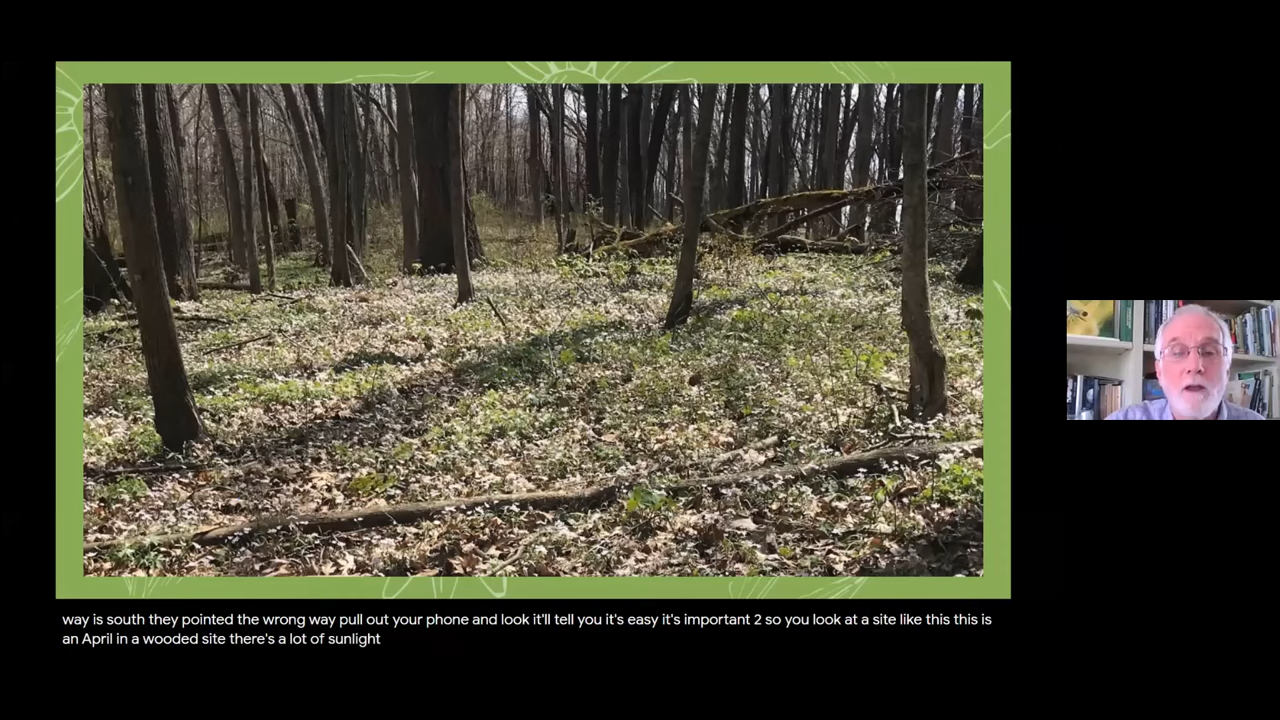 way is south they pointed the wrong way pull out your phone and look it'll tell you it's easy it's important 2 so you look at a site like this this is
an April in a wooded site there's a lot of sunlight